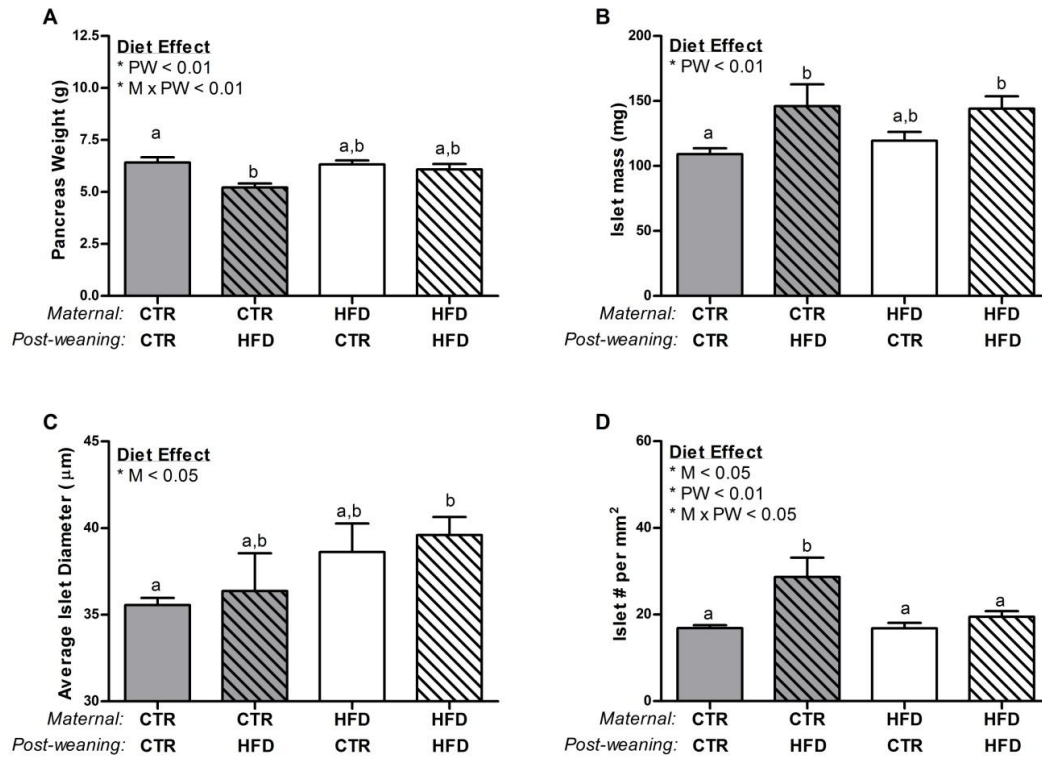 A
Diet Effect
* PW < 0.01
* M x PW < 0.01
Pancreas Weight (g)
12.5
10.0
7.5
5.0
2.5
0.0
a
b
a,b
a,b
Maternal: CTR CTR HFD HFD
Post-weaning: CTR HFD CTR HFD
B
Diet Effect
* PW < 0.01
Islet mass (mg)
200
150
100
50
0
a
b
a,b
b
Maternal: CTR CTR HFD HFD
Post-weaning: CTR HFD CTR HFD
C
Diet Effect
* M < 0.05
Average Islet Diameter (μm)
45
40
35
30
a
a,b
a,b
b
Maternal: CTR CTR HFD HFD
Post-weaning: CTR HFD CTR HFD
D
Diet Effect
* M < 0.05
* PW < 0.01
* M x PW < 0.05
Islet # per mm²
60
40
20
0
a
b
a
a
Maternal: CTR CTR HFD HFD
Post-weaning: CTR HFD CTR HFD